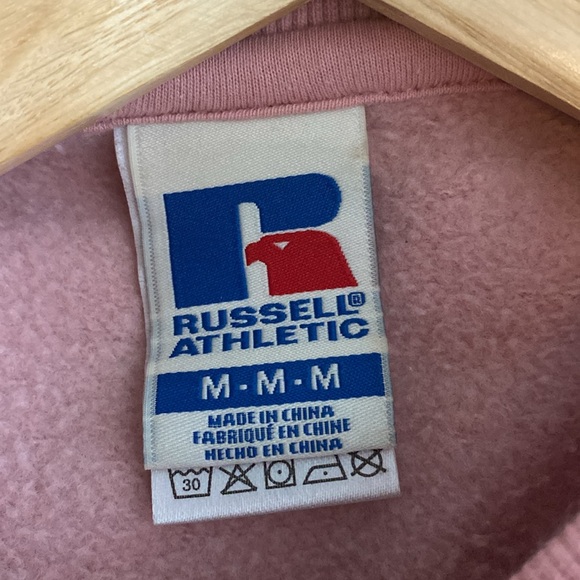 R
RUSSELL®
ATHLETIC
M - M - M
MADE IN CHINA
FABRIQUÉ EN CHINE
HECHO EN CHINA
30